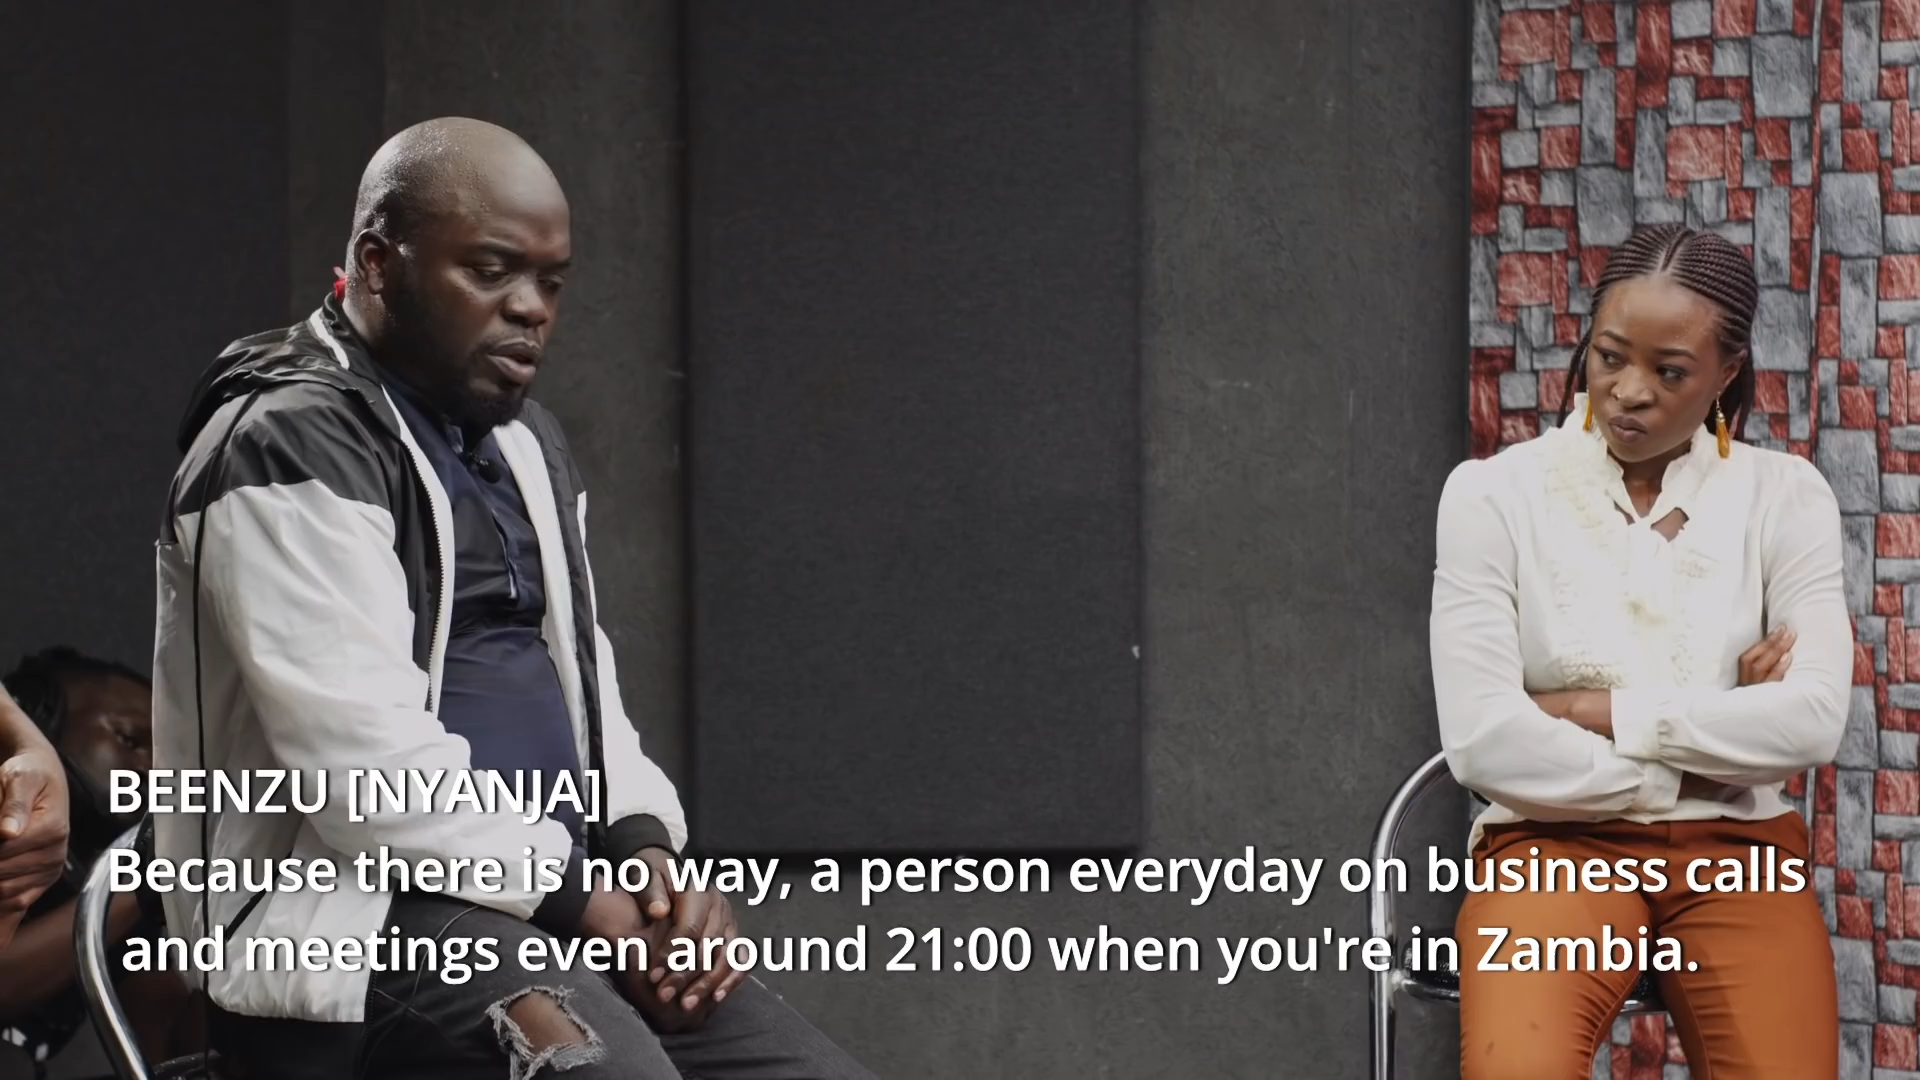 BEENZU [NYANJA]
Because there is no way, a person everyday on business calls
and meetings even around 21:00 when you're in Zambia.